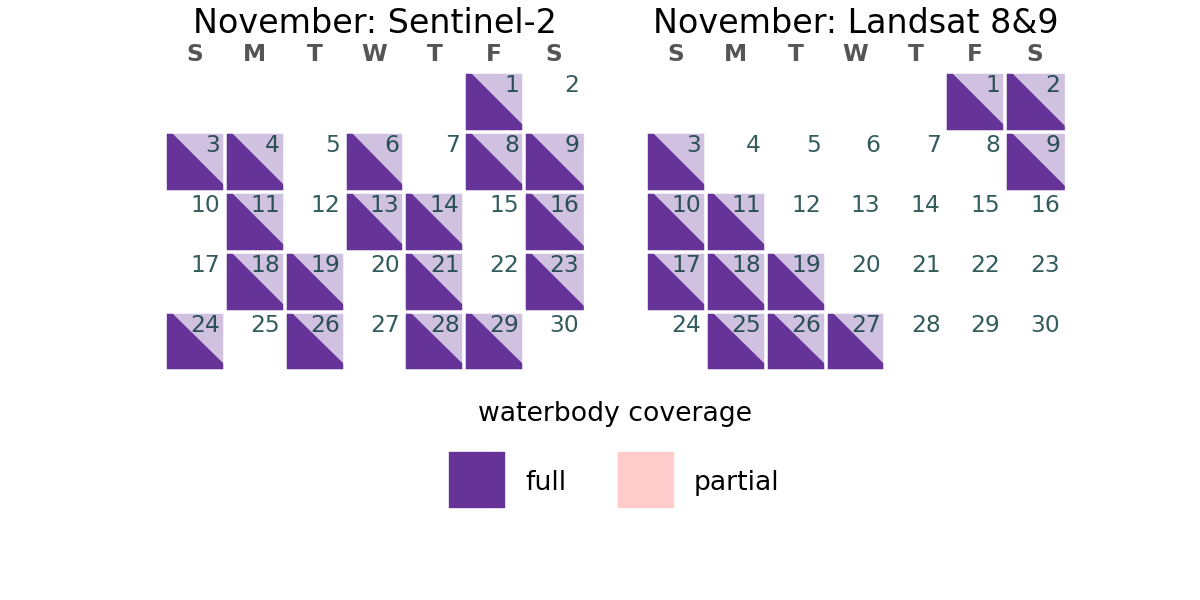 November: Sentinel-2
S M T W T F S
1 2
3 4 5 6 7 8 9
10 11 12 13 14 15 16
17 18 19 20 21 22 23
24 25 26 27 28 29 30
November: Landsat 8&9
S M T W T F S
1 2
3 4 5 6 7 8 9
10 11 12 13 14 15 16
17 18 19 20 21 22 23
24 25 26 27 28 29 30
waterbody coverage
full
partial